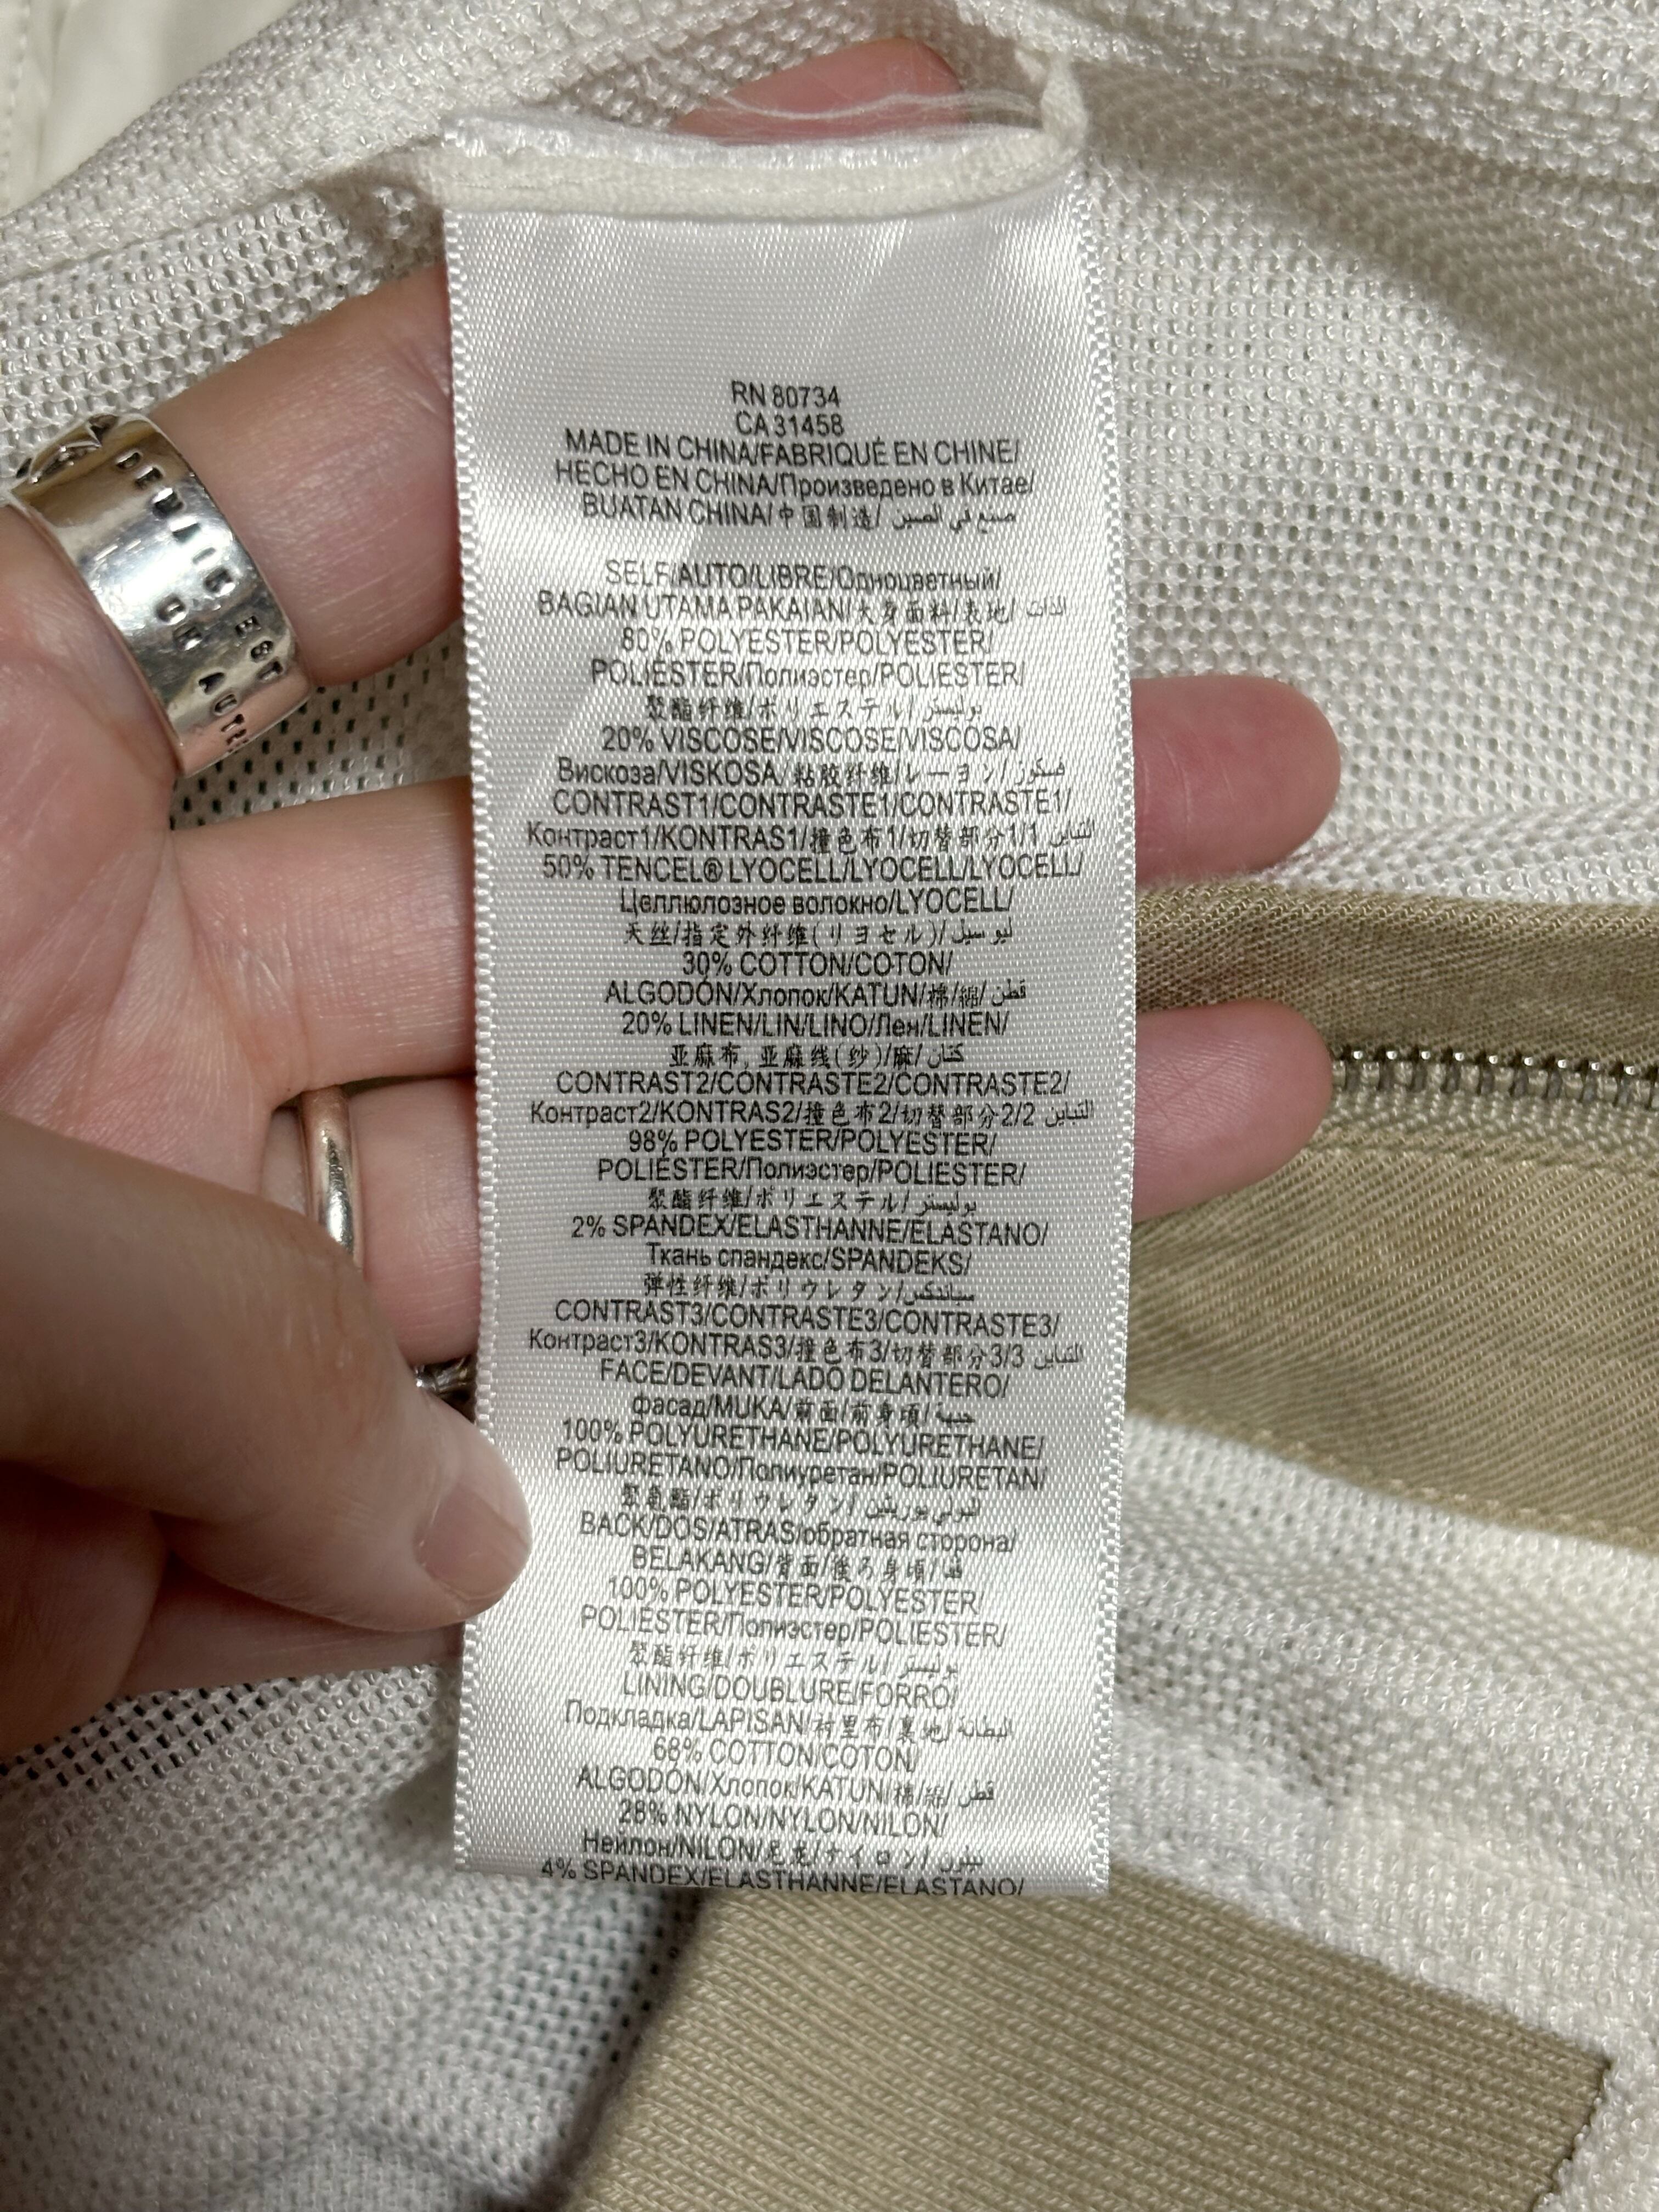 DEMAIN EST
UN AUTR
RN 80734
CA 31458
MADE IN CHINA/FABRIQUÉ EN CHINE/
HECHO EN CHINA/Произведено в Китае/
BUATAN CHINA/中国制造/ صنع في الصين
SELF/AUTO/LIBRE/Одноцветный/
BAGIAN UTAMA PAKAIAN/大身面料/表地/ الذات
80% POLYESTER/POLYESTER/
POLIÉSTER/Полиэстер/POLIESTER/
聚酯纤维/ポリエステル/ بوليستر
20% VISCOSE/VISCOSE/VISCOSA/
Вискоза/VISKOSA/ 粘胶纤维/レーヨン/ فسكوز
CONTRAST1/CONTRASTE1/CONTRASTE1/
Контраст1/KONTRAS1/撞色布1/切替部分1/1 التباين
50% TENCEL® LYOCELL/LYOCELL/LYOCELL/
Целлюлозное волокно/LYOCELL/
天丝/指定外纤维(リヨセル)/ ليوسيل
30% COTTON/COTON/
ALGODÓN/Хлопок/KATUN/棉/綿/ قطن
20% LINEN/LIN/LINO/Лен/LINEN/
亚麻布, 亚麻线(纱)/麻/ كتان
CONTRAST2/CONTRASTE2/CONTRASTE2/
Контраст2/KONTRAS2/撞色布2/切替部分2/2 التباين
98% POLYESTER/POLYESTER/
POLIÉSTER/Полиэстер/POLIESTER/
聚酯纤维/ポリエステル/ بوليستر
2% SPANDEX/ELASTHANNE/ELASTANO/
Ткань спандекс/SPANDEKS/
弹性纤维/ポリウレタン/ سباندكس
CONTRAST3/CONTRASTE3/CONTRASTE3/
Контраст3/KONTRAS3/撞色布3/切替部分3/3 التباين
FACE/DEVANT/LADO DELANTERO/
фасад/MUKA/前面/前身頃/ جبهة
100% POLYURETHANE/POLYURETHANE/
POLIURETANO/Полиуретан/POLIURETAN/
聚氨酯/ポリウレタン/ البولي يوريثين
BACK/DOS/ATRAS/обратная сторона/
BELAKANG/背面/後ろ身頃/ قفا
100% POLYESTER/POLYESTER/
POLIÉSTER/Полиэстер/POLIESTER/
聚酯纤维/ポリエステル/ بوليستر
LINING/DOUBLURE/FORRO/
Подкладка/LAPISAN/衬里布/裏地/ البطانة
68% COTTON/COTON/
ALGODÓN/Хлопок/KATUN/棉/綿/ قطن
28% NYLON/NYLON/NILON/
Нейлон/NILON/尼龙/ナイロン/ نيلون
4% SPANDEX/ELASTHANNE/ELASTANO/